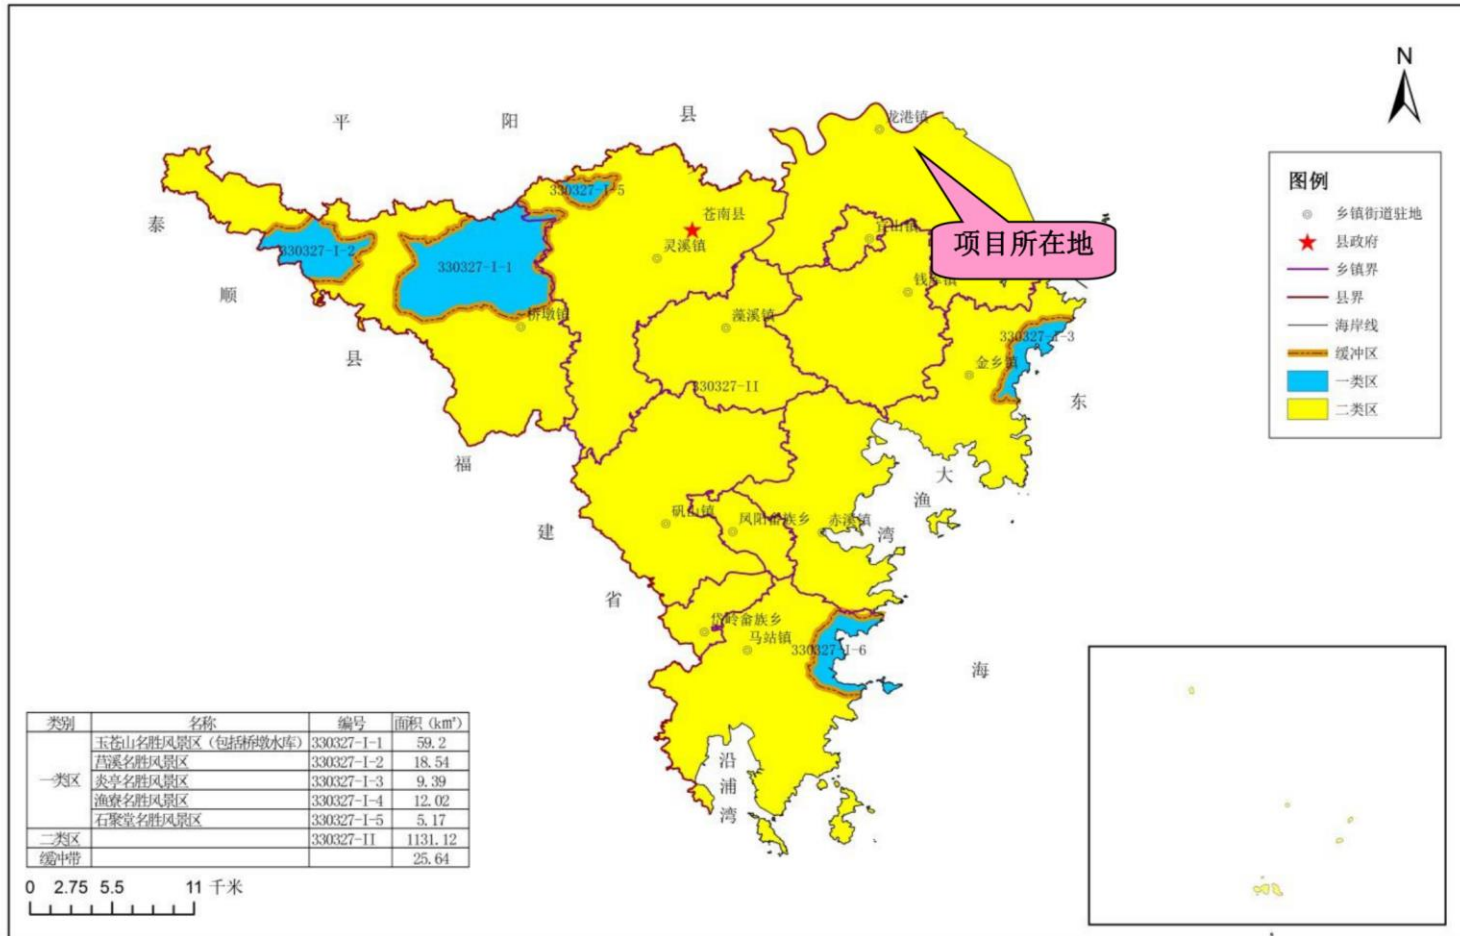 N
平 阳 县
龙港镇
泰
顺
县
330327-I-5
苍南县
灵溪镇
330327-I-2
330327-I-1
桥墩镇
宜山镇
项目所在地
藻溪镇
330327-I-3
金乡镇
330327-II
东
福
建
省
大
渔
湾
矾山镇
凤阳畲族乡
赤溪镇
岱岭畲族乡
马站镇
330327-I-6
海
沿
浦
湾
图例
乡镇街道驻地
县政府
乡镇界
县界
海岸线
缓冲区
一类区
二类区
类别 名称 编号 面积（km²）
一类区
玉苍山名胜风景区（包括桥墩水库） 330327-I-1 59.2
莒溪名胜风景区 330327-I-2 18.54
炎亭名胜风景区 330327-I-3 9.39
渔寮名胜风景区 330327-I-4 12.02
石聚堂名胜风景区 330327-I-5 5.17
二类区 330327-II 1131.12
缓冲带 25.64
0 2.75 5.5 11 千米